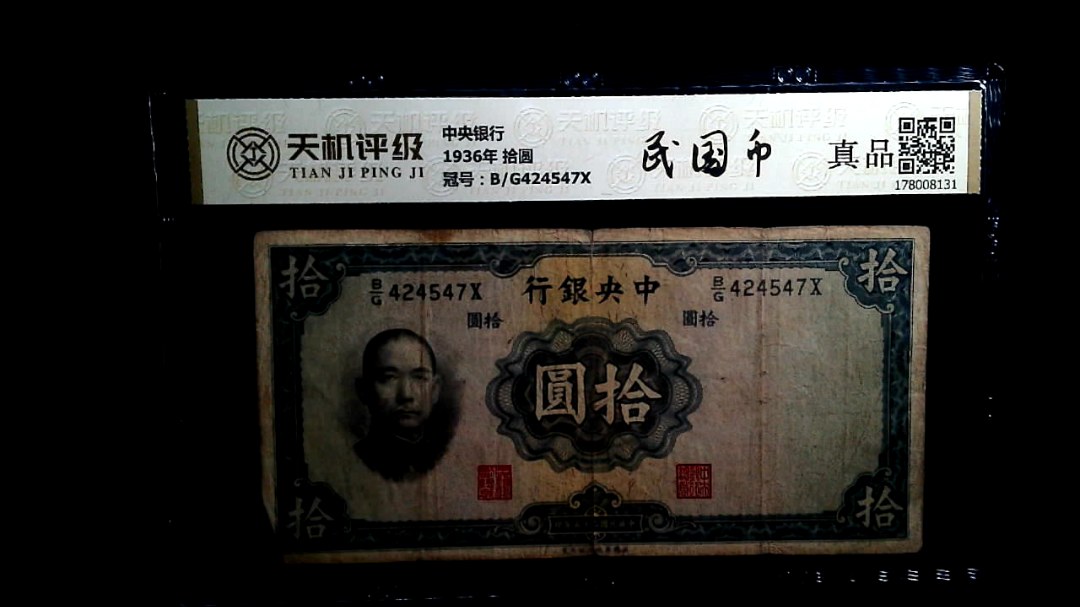 天机评级
TIAN JI PING JI
中央银行
1936年 拾圆
冠号：B/G424547X
民国币
真品
178008131
拾
拾
B/G 424547X
行銀央中
B/G 424547X
圓拾
圓拾
圓拾
拾
拾